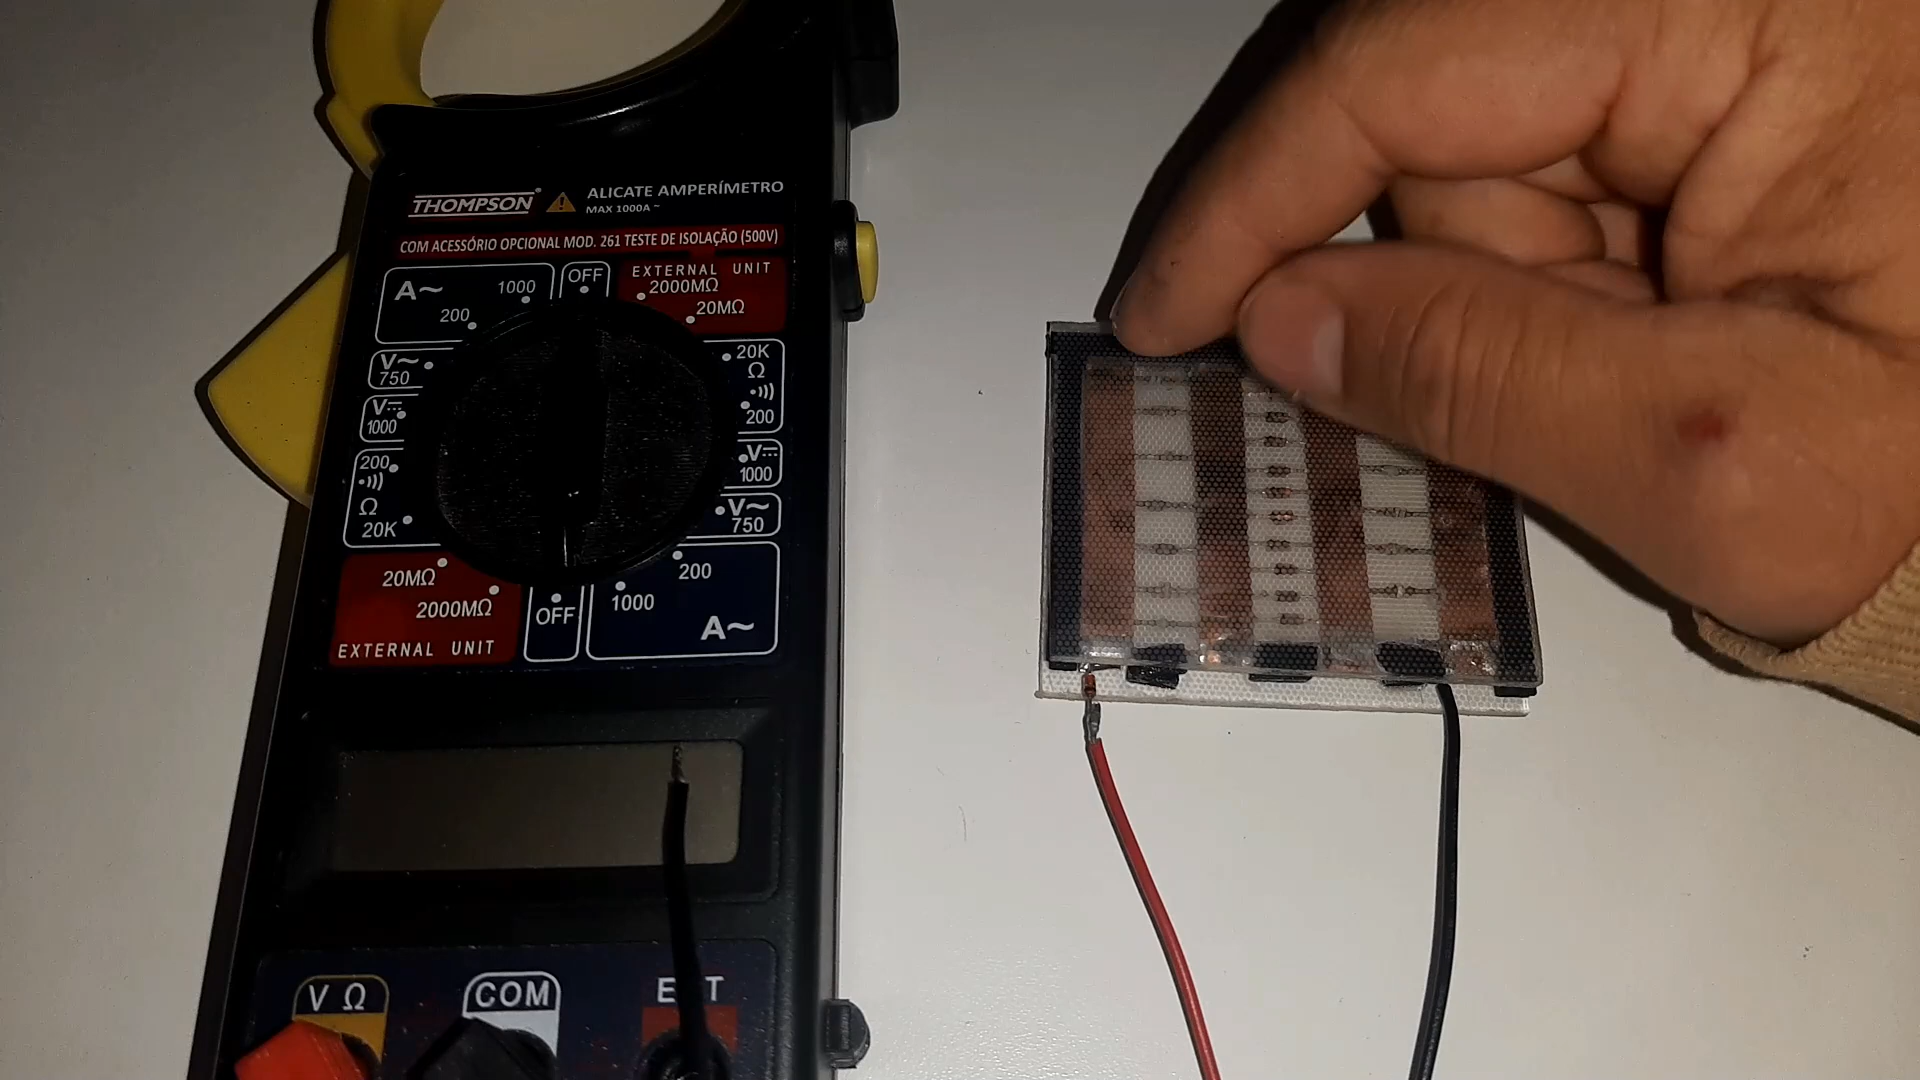 THOMPSON ALICATE AMPERÍMETRO
MAX 1000A ~
COM ACESSÓRIO OPCIONAL MOD. 261 TESTE DE ISOLAÇÃO (500V)
A~ 1000
200
OFF
EXTERNAL UNIT
2000MΩ
20MΩ
V~
750
V⎓
1000
200
Ω
20K
20K
Ω
200
V⎓
1000
V~
750
20MΩ
2000MΩ
EXTERNAL UNIT
OFF
200
1000
A~
V Ω
COM